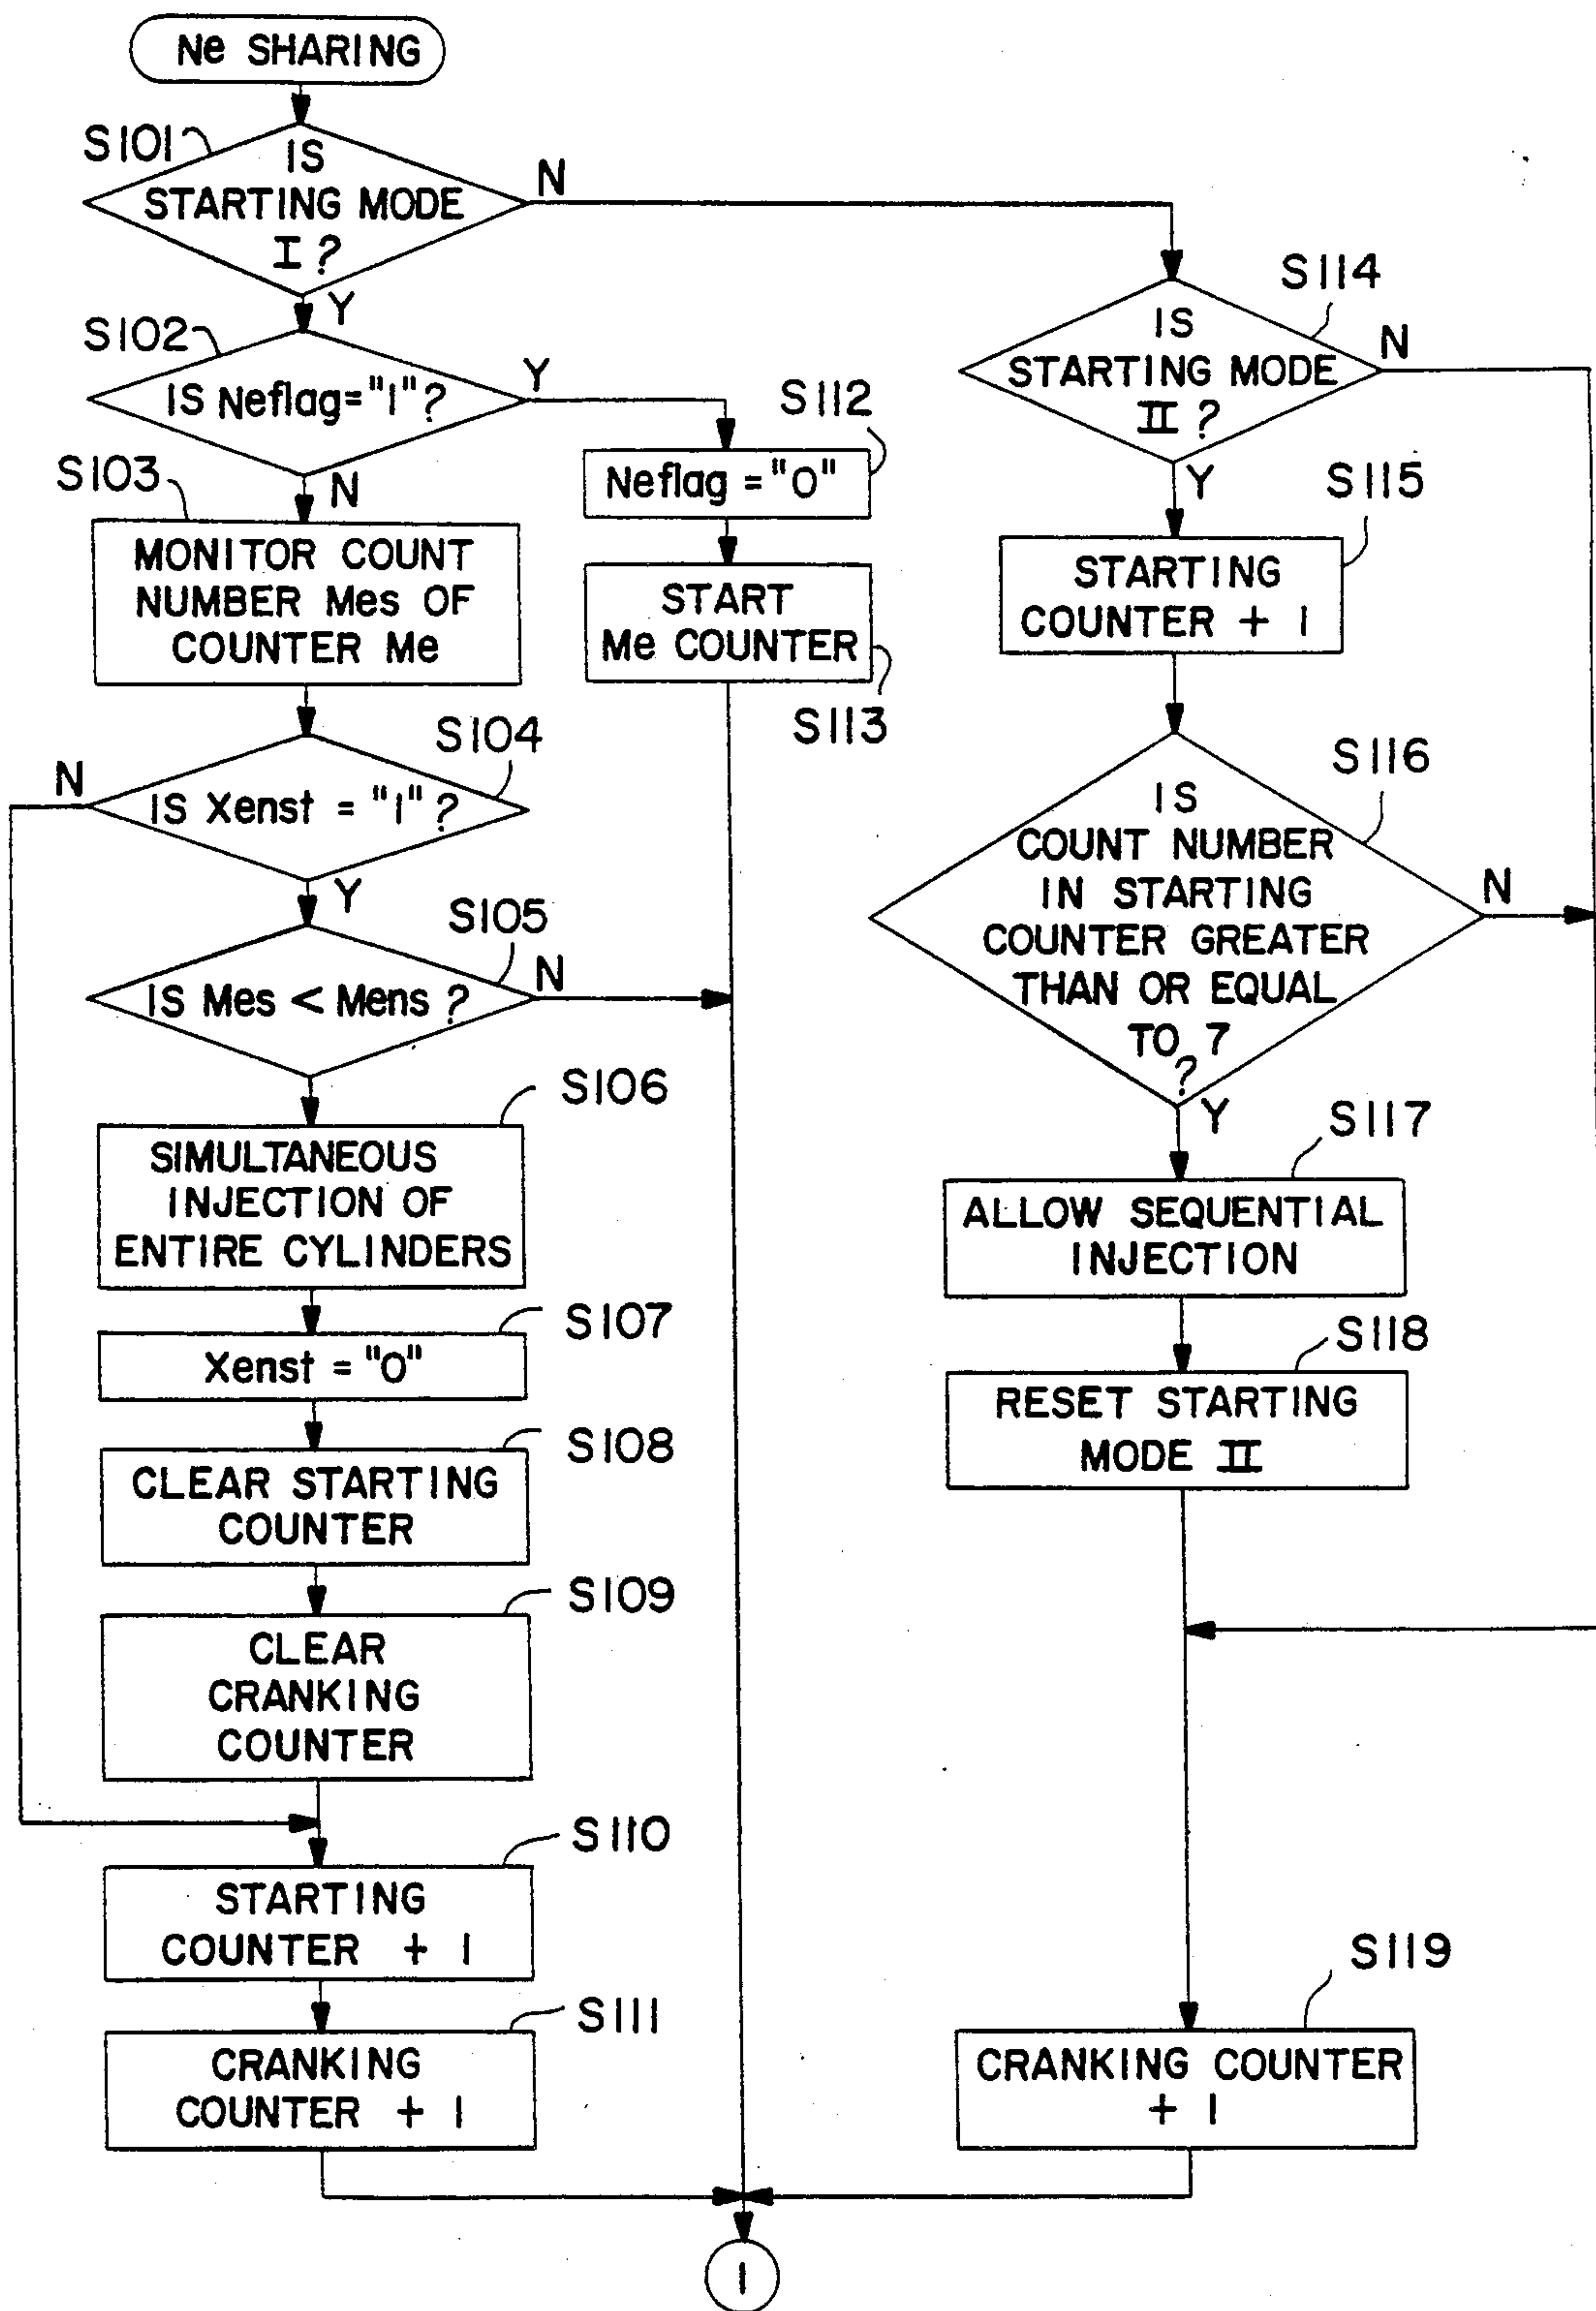 Ne SHARING
S101
IS
STARTING MODE
I ?
N
Y
S102
IS Neflag="1"?
Y
N
S103
MONITOR COUNT
NUMBER Mes OF
COUNTER Me
S104
N
IS Xenst = "1" ?
Y
S105
IS Mes < Mens ?
N
S106
SIMULTANEOUS
INJECTION OF
ENTIRE CYLINDERS
S107
Xenst = "0"
S108
CLEAR STARTING
COUNTER
S109
CLEAR
CRANKING
COUNTER
S110
STARTING
COUNTER + 1
S111
CRANKING
COUNTER + 1
S112
Neflag = "0"
START
Me COUNTER
S113
S114
IS
STARTING MODE
II ?
N
Y
S115
STARTING
COUNTER + 1
S116
IS
COUNT NUMBER
IN STARTING
COUNTER GREATER
THAN OR EQUAL
TO 7
?
N
Y
S117
ALLOW SEQUENTIAL
INJECTION
S118
RESET STARTING
MODE II
S119
CRANKING COUNTER
+ 1
1